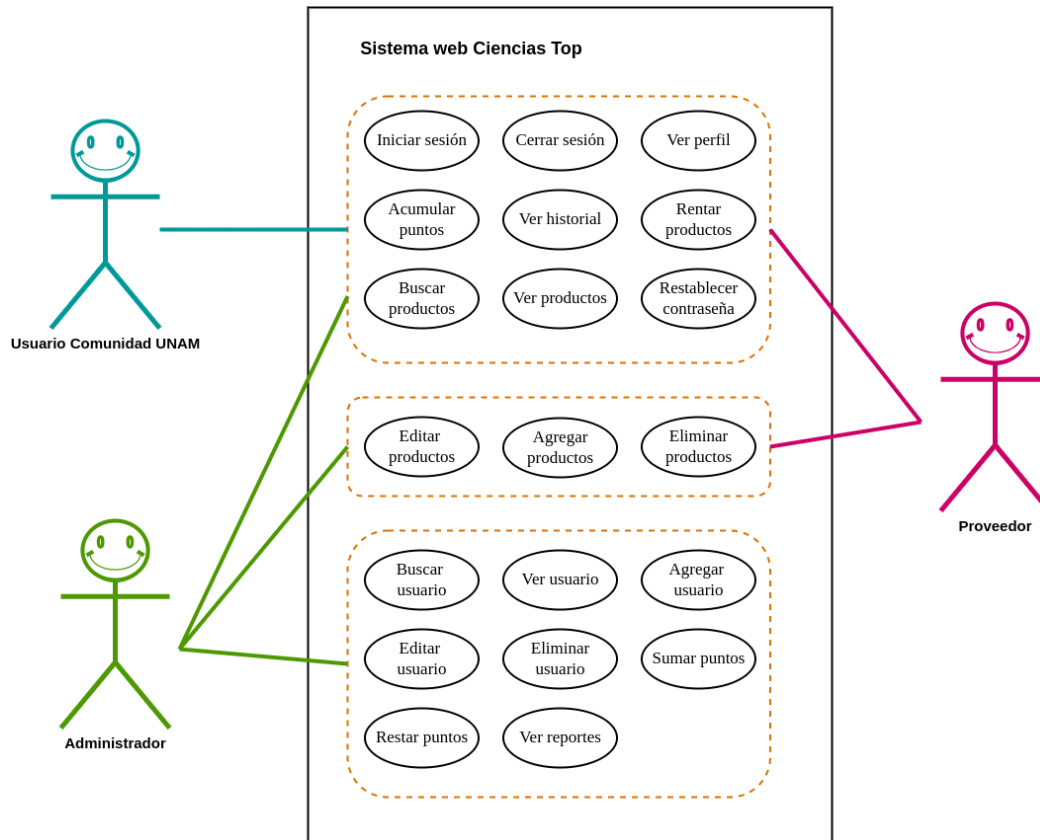 Sistema web Ciencias Top
Iniciar sesión
Cerrar sesión
Ver perfil
Acumular
puntos
Ver historial
Rentar
productos
Buscar
productos
Ver productos
Restablecer
contraseña
Usuario Comunidad UNAM
Editar
productos
Agregar
productos
Eliminar
productos
Proveedor
Buscar
usuario
Ver usuario
Agregar
usuario
Editar
usuario
Eliminar
usuario
Sumar puntos
Restar puntos
Ver reportes
Administrador